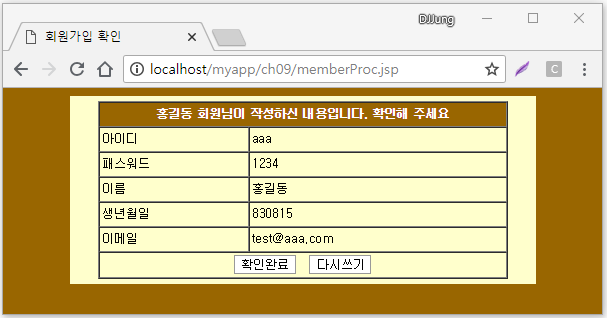 DJJung
회원가입 확인
localhost/myapp/ch09/memberProc.jsp
C
홍길동 회원님이 작성하신 내용입니다. 확인해 주세요
아이디 aaa
패스워드 1234
이름 홍길동
생년월일 830815
이메일 test@aaa.com
확인완료 다시쓰기